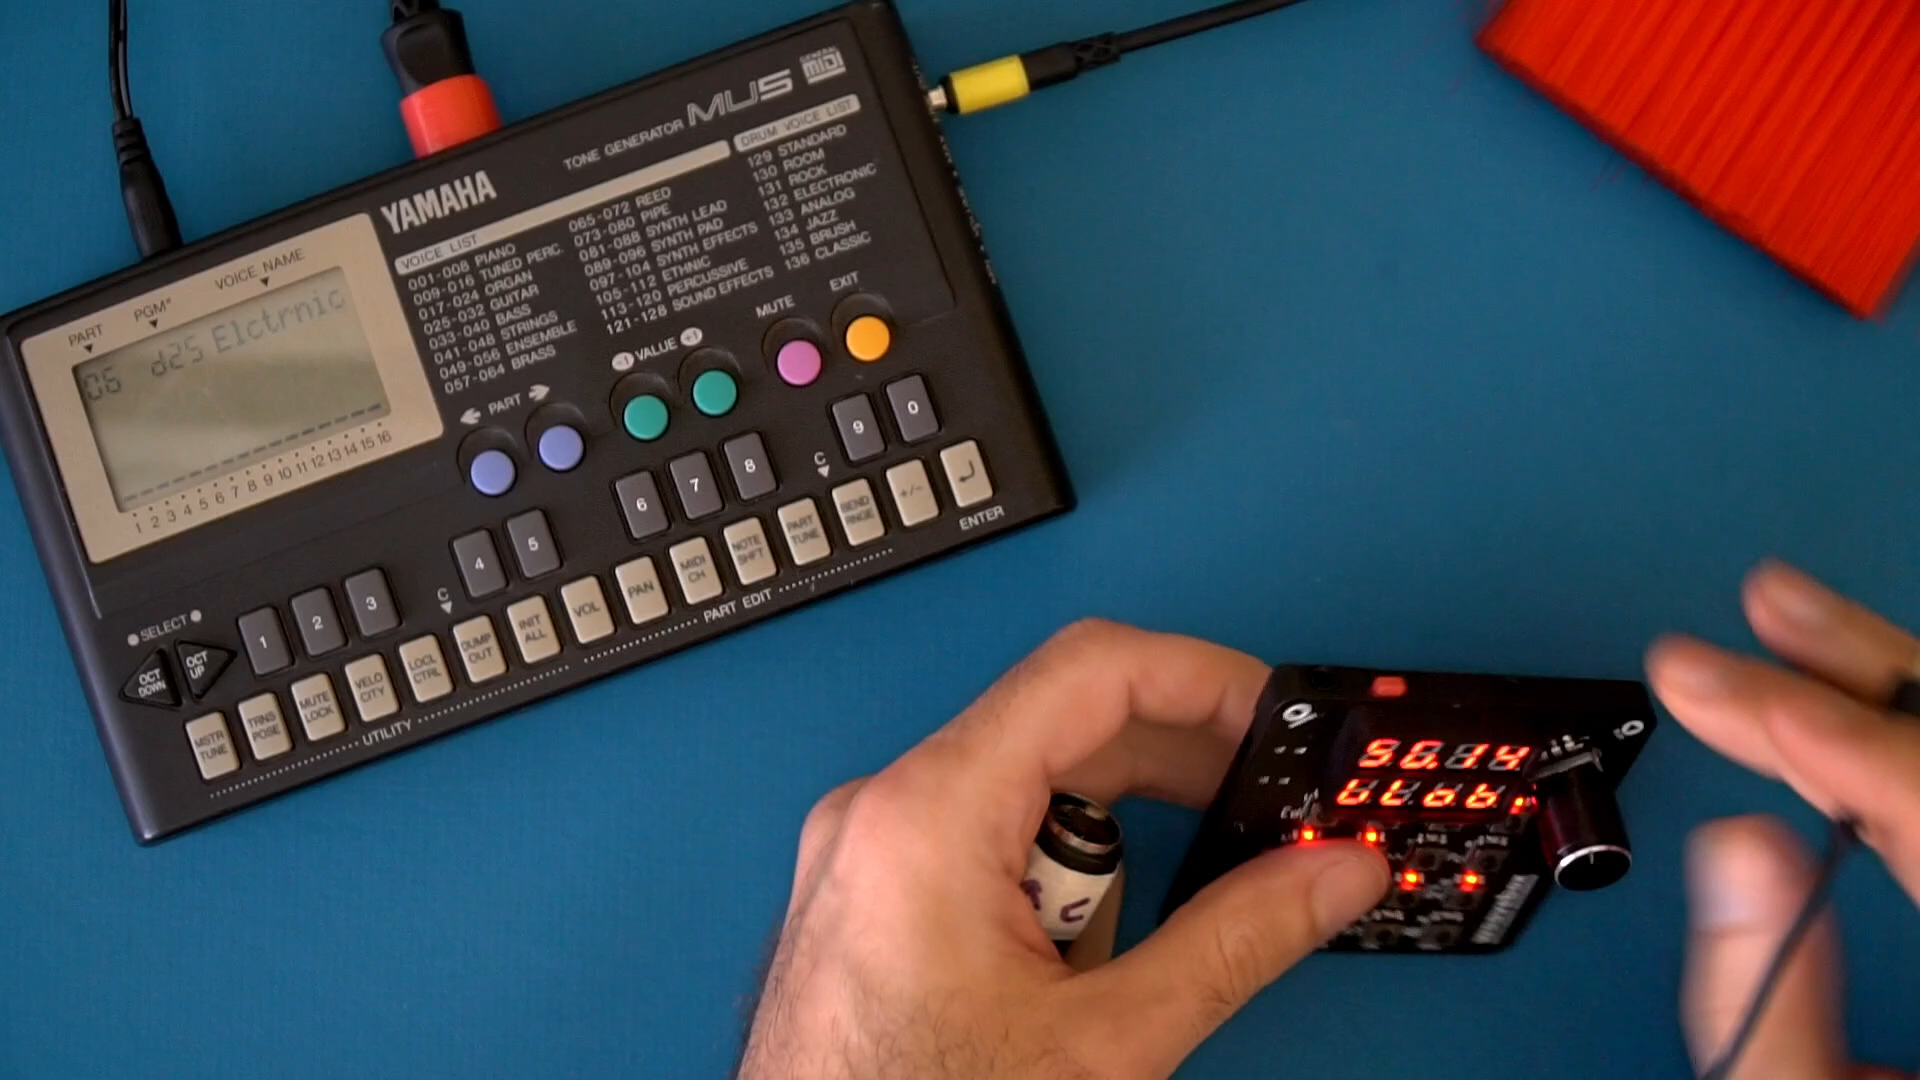 YAMAHA
TONE GENERATOR MU5
GENERAL MIDI
PART
PGM#
VOICE NAME
06 d25 Elctrnic
1 2 3 4 5 6 7 8 9 10 11 12 13 14 15 16
VOICE LIST
001-008 PIANO
009-016 TUNED PERC.
017-024 ORGAN
025-032 GUITAR
033-040 BASS
041-048 STRINGS
049-056 ENSEMBLE
057-064 BRASS
065-072 REED
073-080 PIPE
081-088 SYNTH LEAD
089-096 SYNTH PAD
097-104 SYNTH EFFECTS
105-112 ETHNIC
113-120 PERCUSSIVE
121-128 SOUND EFFECTS
DRUM VOICE LIST
129 STANDARD
130 ROOM
131 ROCK
132 ELECTRONIC
133 ANALOG
134 JAZZ
135 BRUSH
136 CLASSIC
PART
-1 VALUE +1
MUTE
EXIT
SELECT
OCT DOWN
OCT UP
1 2 3
C
4 5
6 7 8
C
9 0
MSTR TUNE
TRNS POSE
MUTE LOCK
VELO CITY
LOCL CTRL
DUMP OUT
INIT ALL
VOL
PAN
MIDI CH
NOTE SHFT
PART TUNE
BEND RNGE
+/-
ENTER
UTILITY
PART EDIT